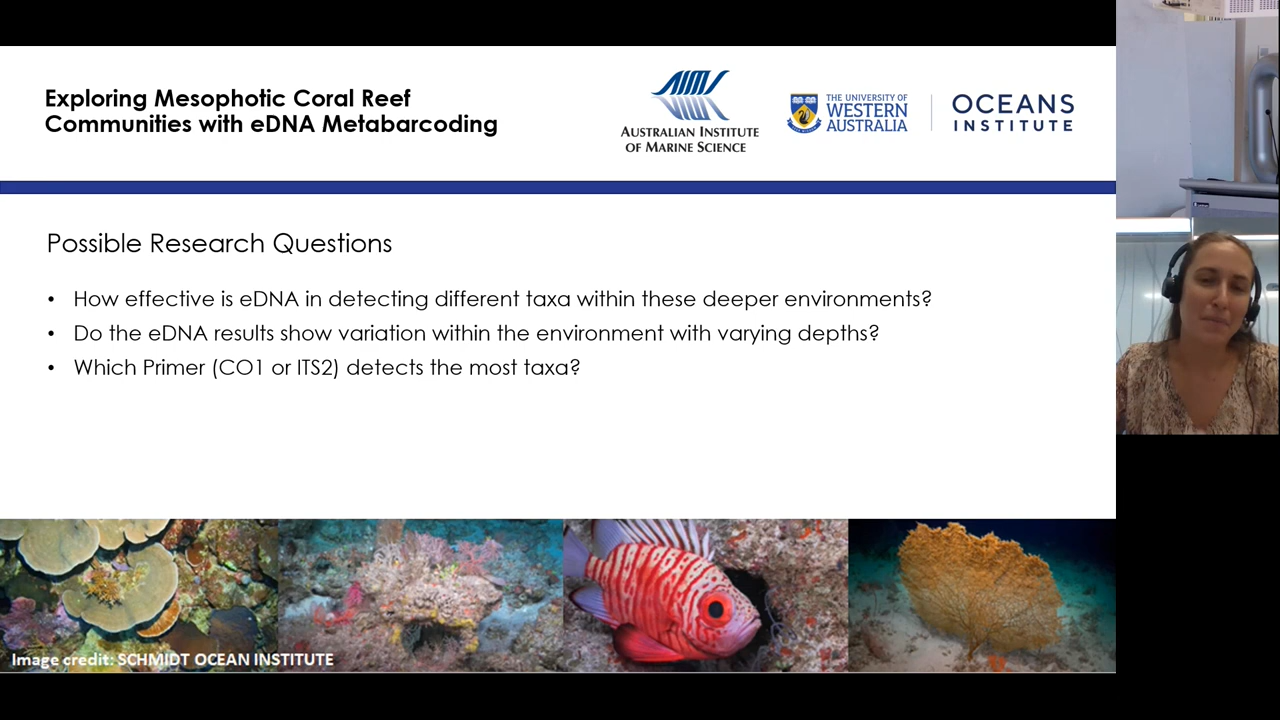 Exploring Mesophotic Coral Reef
Communities with eDNA Metabarcoding
AIMS
AUSTRALIAN INSTITUTE
OF MARINE SCIENCE
THE UNIVERSITY OF
WESTERN
AUSTRALIA
OCEANS
INSTITUTE
Possible Research Questions
• How effective is eDNA in detecting different taxa within these deeper environments?
• Do the eDNA results show variation within the environment with varying depths?
• Which Primer (CO1 or ITS2) detects the most taxa?
Image credit: SCHMIDT OCEAN INSTITUTE